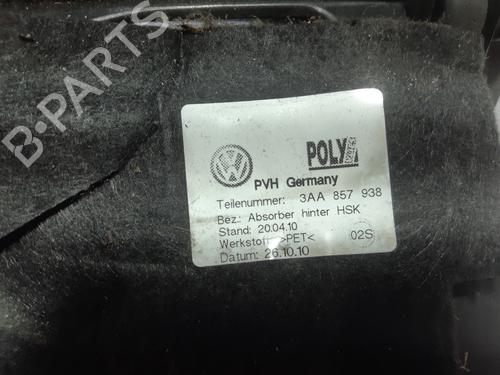 B-PARTS
POLY
PVH Germany
Teilenummer: 3AA 857 938
Bez.: Absorber hinter HSK
Stand: 20.04.10
Werkstoff: >PET< 02S
Datum: 26.10.10